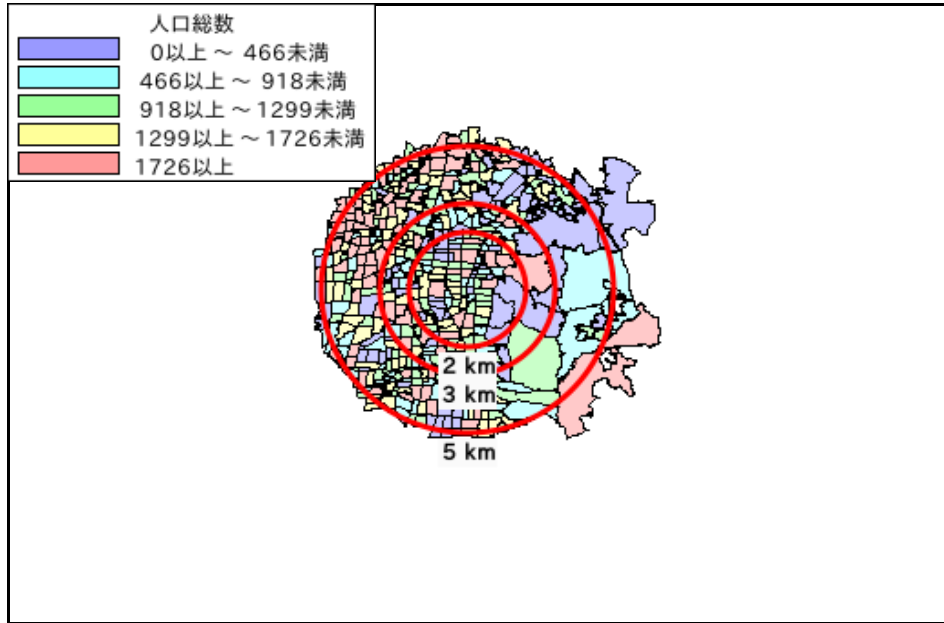 人口総数
0以上 ～ 466未満
466以上 ～ 918未満
918以上 ～ 1299未満
1299以上 ～ 1726未満
1726以上
2 km
3 km
5 km